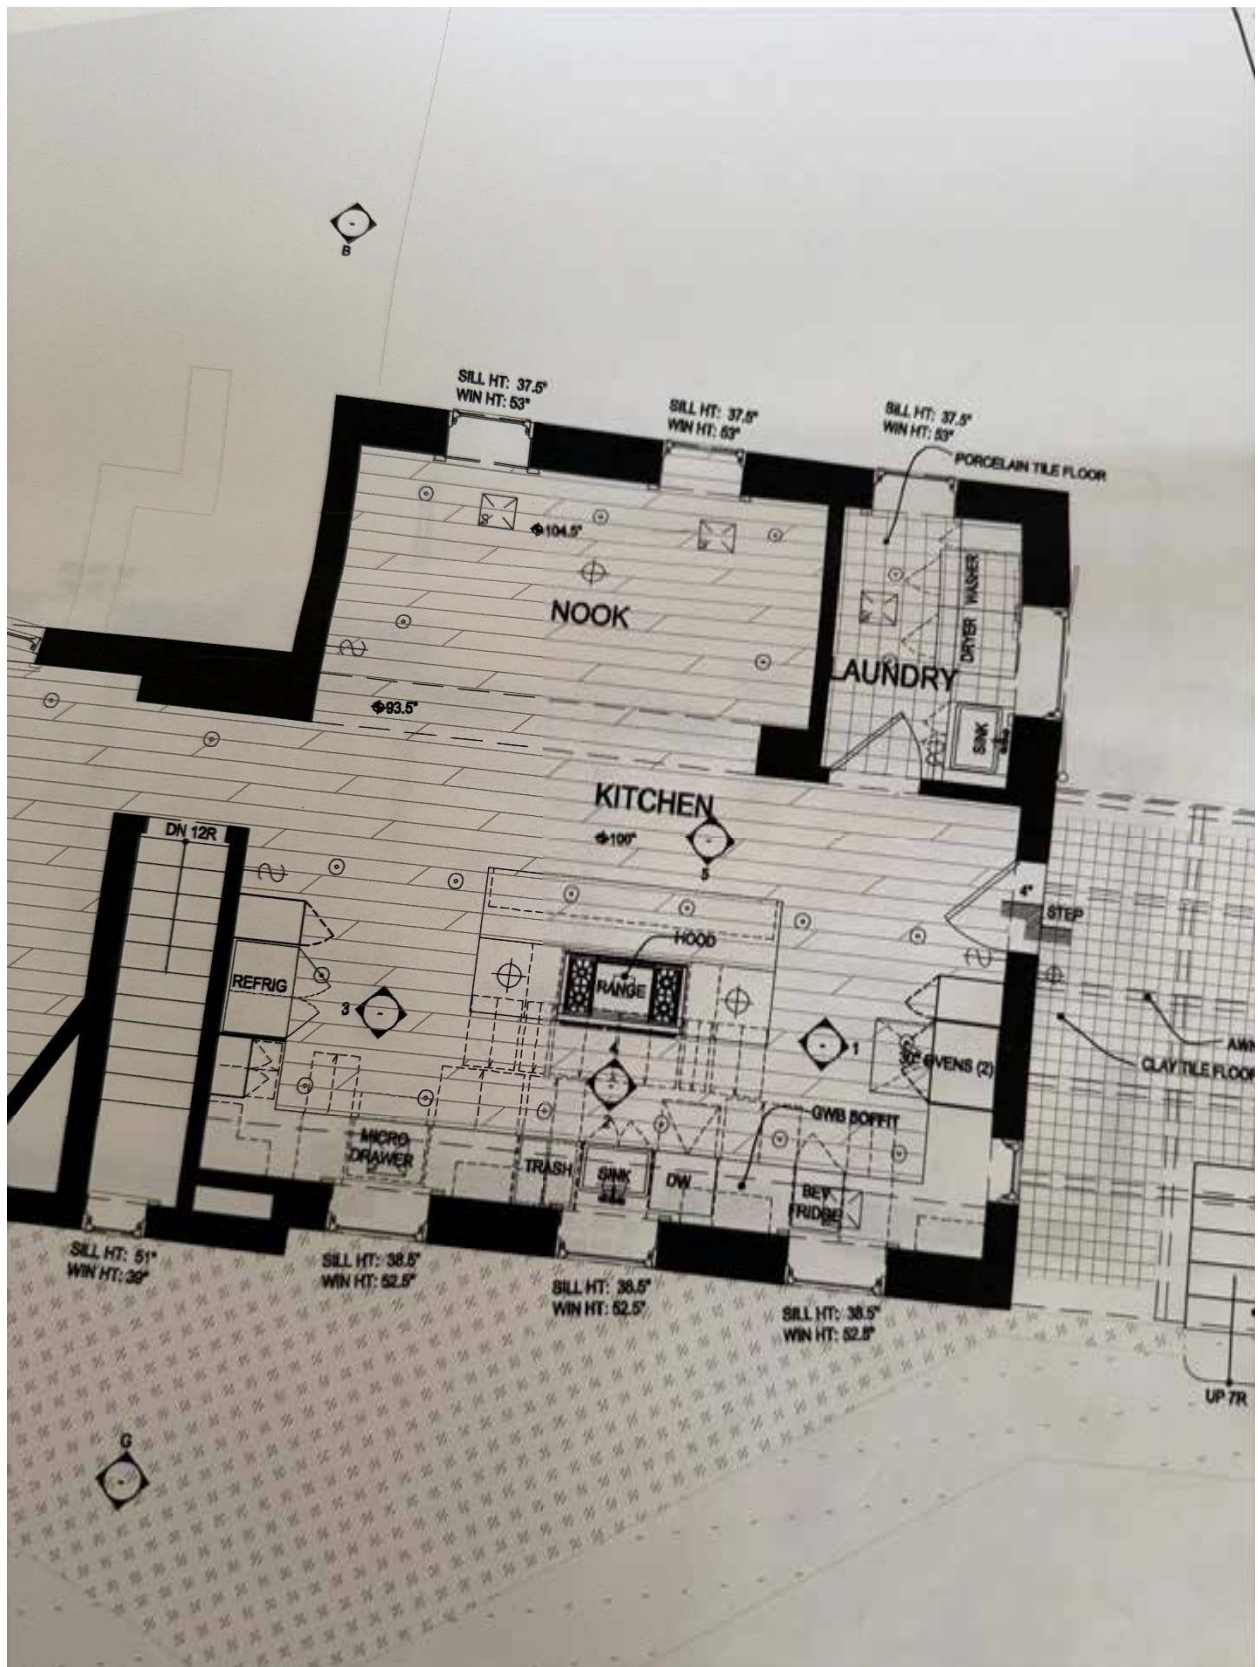 B
SILL HT: 37.5"
WIN HT: 53"
SILL HT: 37.5"
WIN HT: 53"
SILL HT: 37.5"
WIN HT: 53"
PORCELAIN TILE FLOOR
104.5"
NOOK
WASHER
DRYER
LAUNDRY
SINK
93.5"
KITCHEN
100"
5
DN 12R
4"
STEP
HOOD
REFRIG
RANGE
3
1
4
2
30" OVENS (2)
AWN
CLAY TILE FLOOR
GWB SOFFIT
MICRO
DRAWER
TRASH
SINK
DW
BEV
FRIDGE
SILL HT: 51"
WIN HT: 39"
SILL HT: 38.5"
WIN HT: 52.5"
SILL HT: 38.5"
WIN HT: 52.5"
SILL HT: 38.5"
WIN HT: 52.5"
UP 7R
G